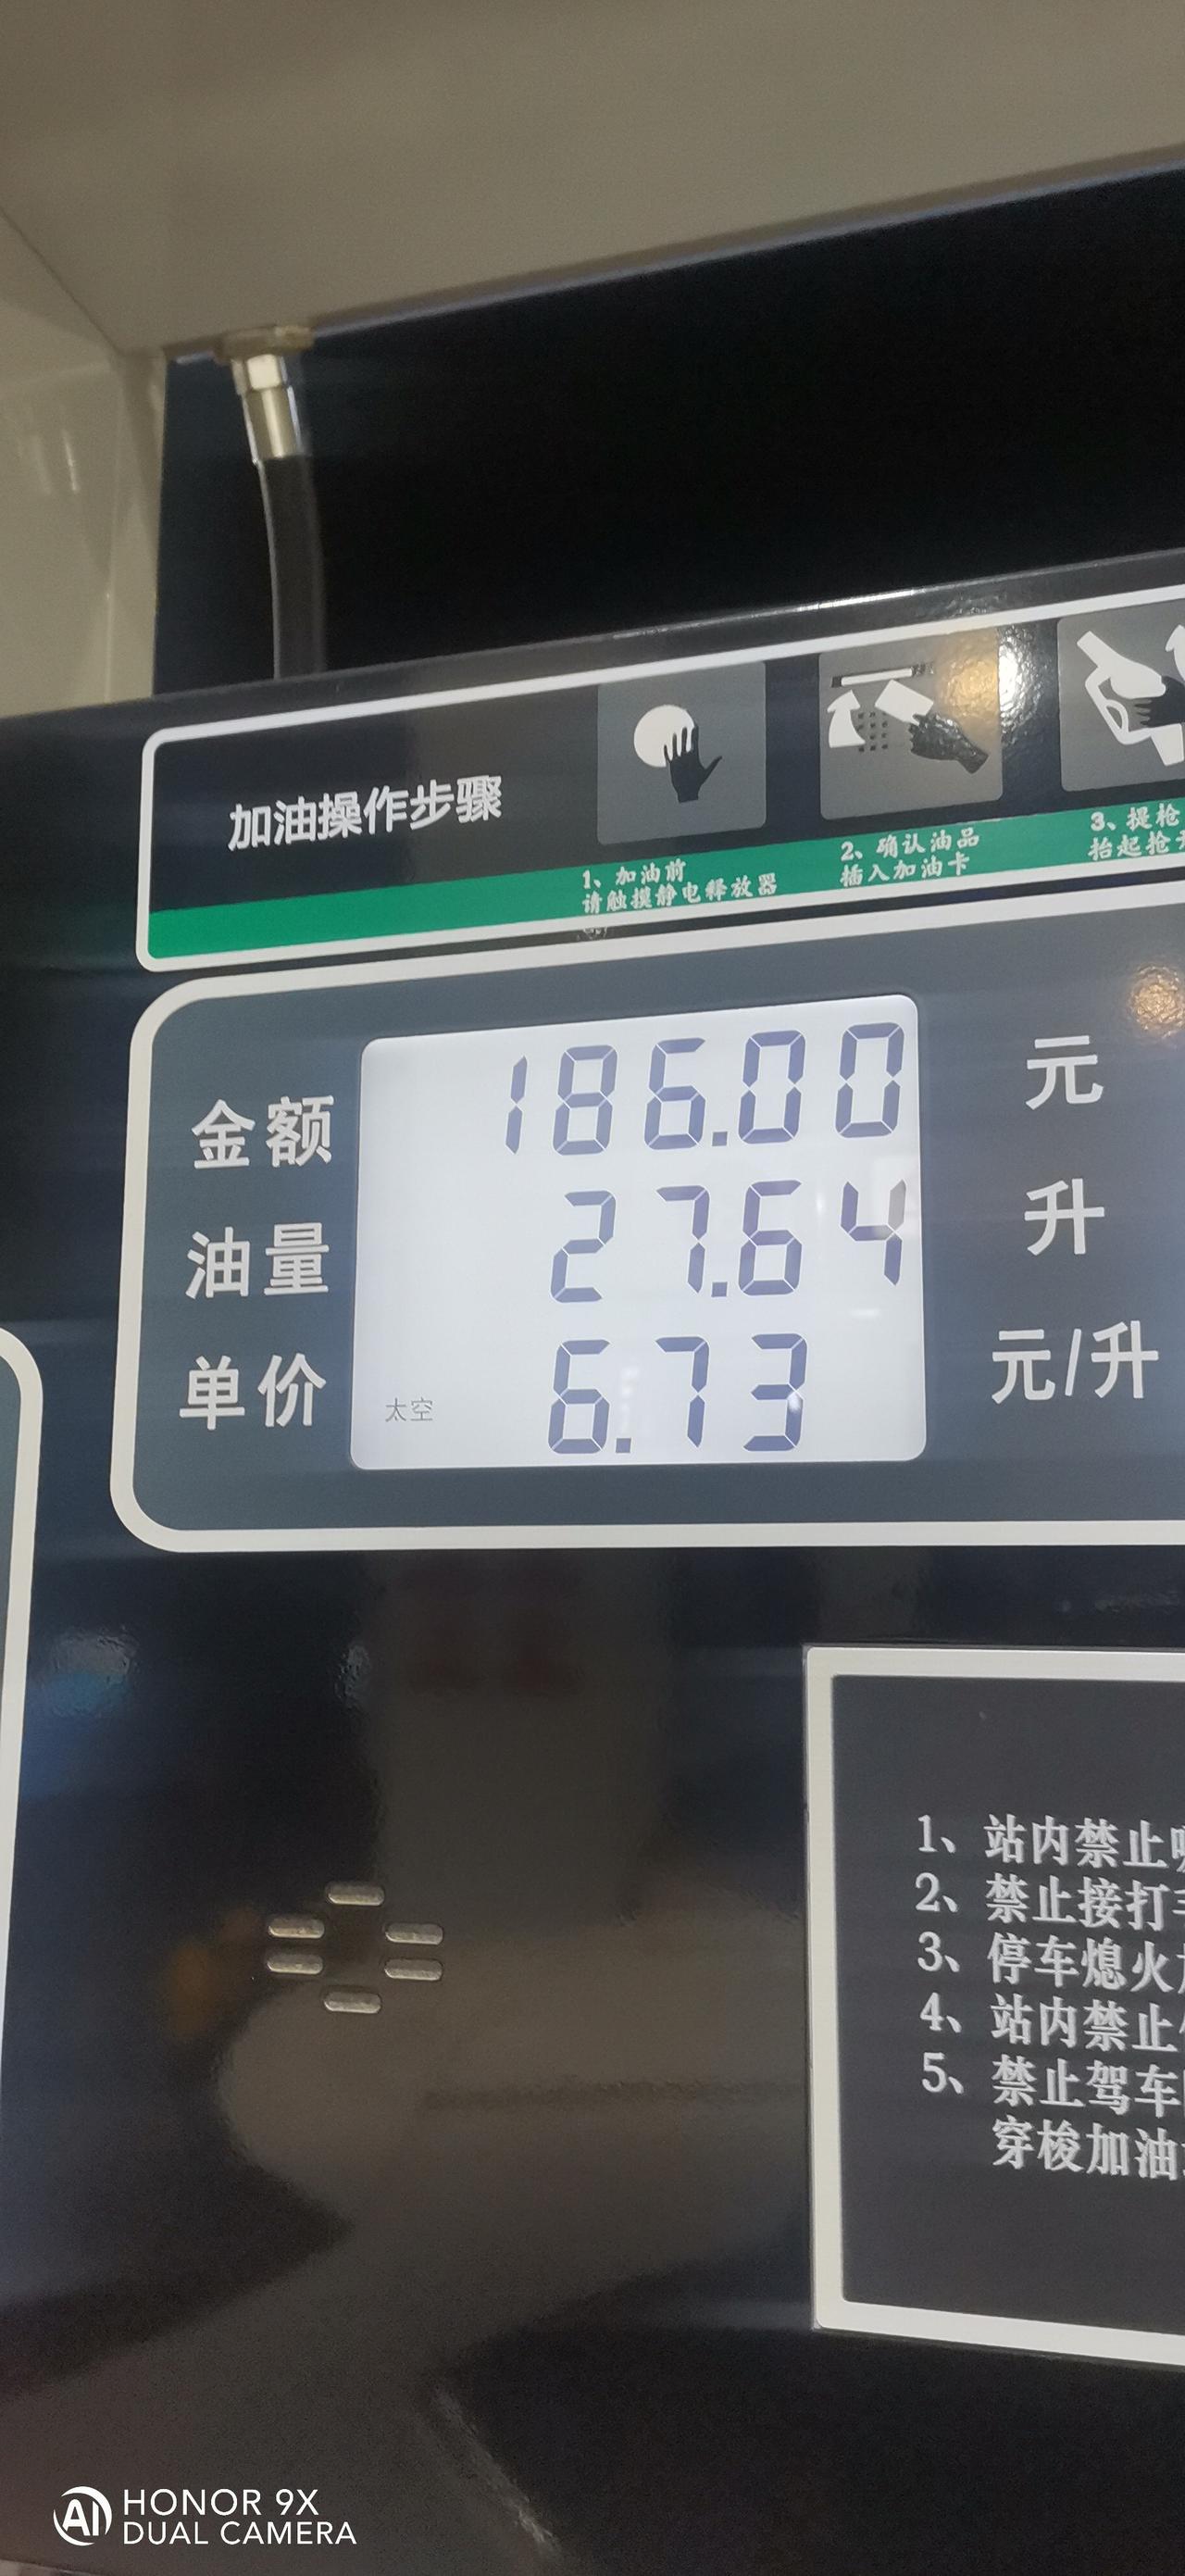 加油操作步骤
1、加油前
请触摸静电释放器
2、确认油品
插入加油卡
3、提枪
抬起抢
金额 186.00 元
油量 27.64 升
单价 太空 6.73 元/升
1、站内禁止
2、禁止接打
3、停车熄火
4、站内禁止
5、禁止驾车
穿梭加油
AI HONOR 9X
DUAL CAMERA